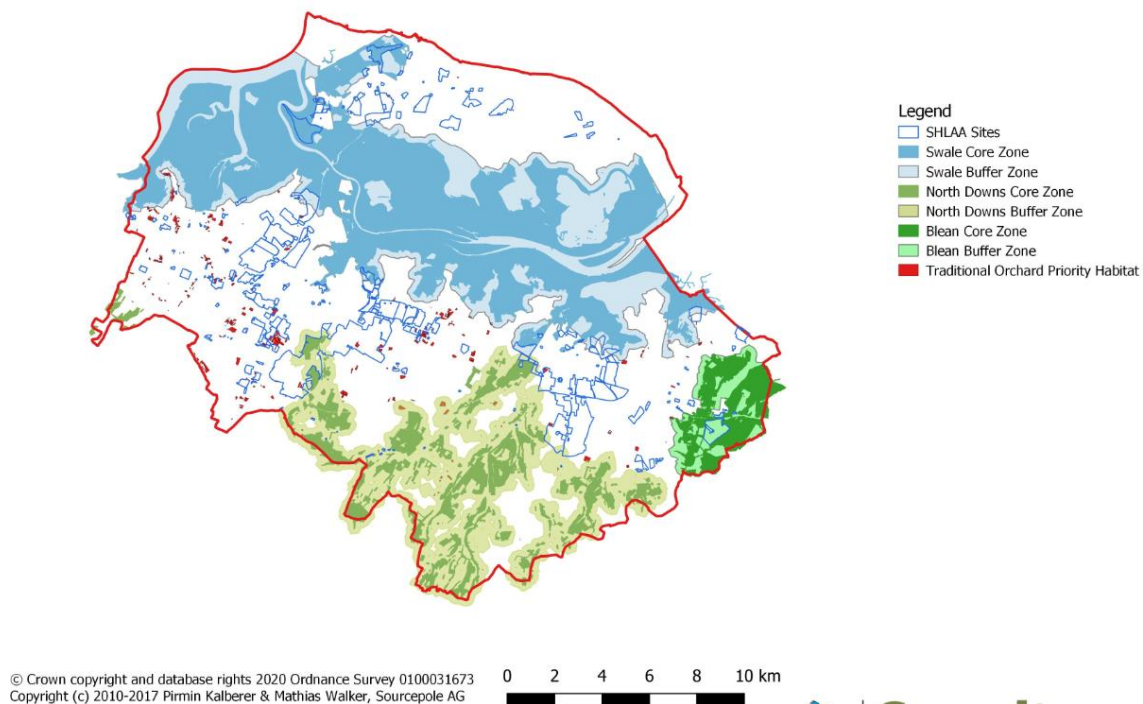 Legend
SHLAA Sites
Swale Core Zone
Swale Buffer Zone
North Downs Core Zone
North Downs Buffer Zone
Blean Core Zone
Blean Buffer Zone
Traditional Orchard Priority Habitat
© Crown copyright and database rights 2020 Ordnance Survey 0100031673
Copyright (c) 2010-2017 Pirmin Kalberer & Mathias Walker, Sourcepole AG
0 2 4 6 8 10 km